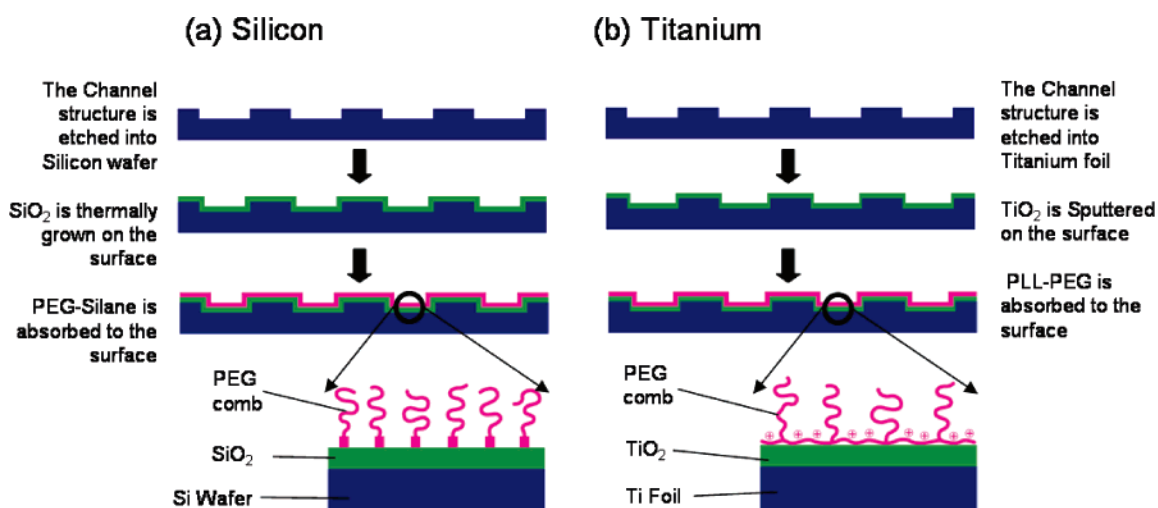 (a) Silicon
The Channel
structure is
etched into
Silicon wafer
SiO₂ is thermally
grown on the
surface
PEG-Silane is
absorbed to the
surface
PEG
comb
SiO₂
Si Wafer
(b) Titanium
The Channel
structure is
etched into
Titanium foil
TiO₂ is Sputtered
on the surface
PLL-PEG is
absorbed to the
surface
PEG
comb
TiO₂
Ti Foil